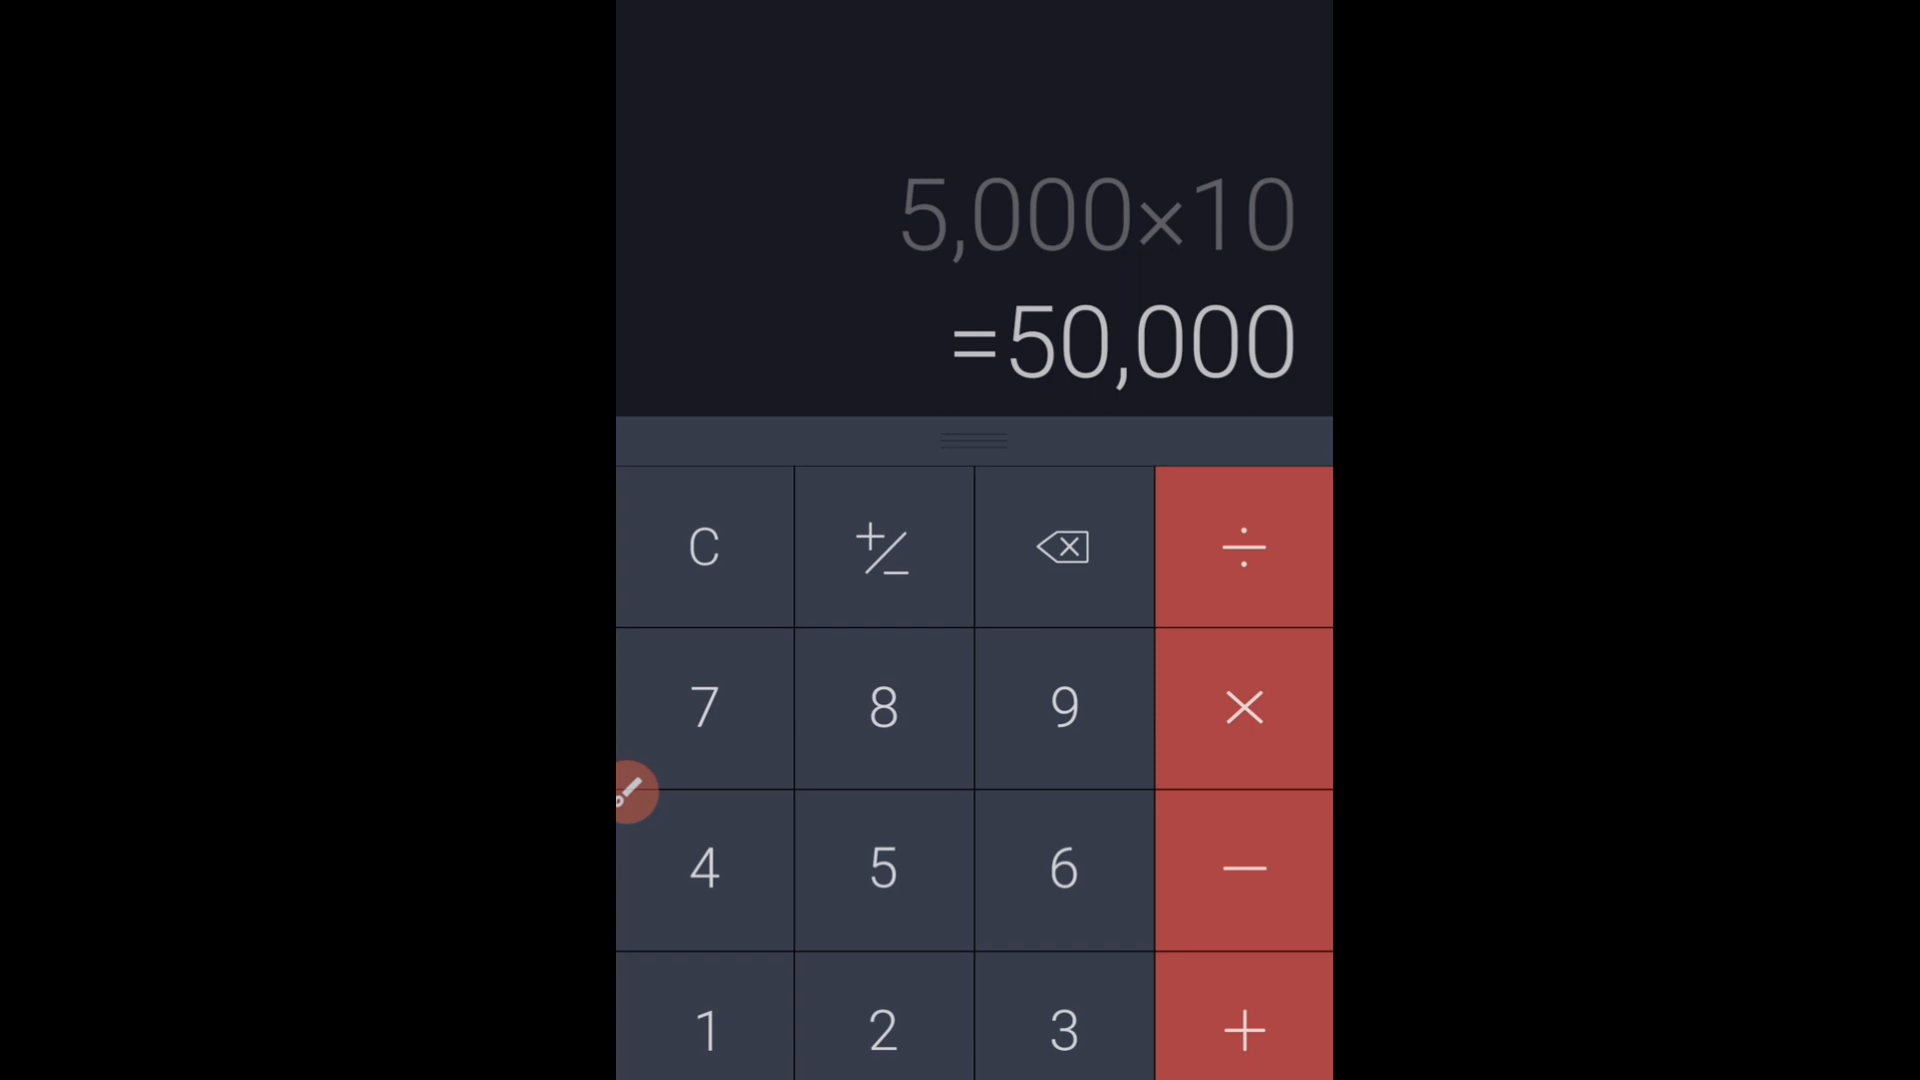 5,000×10
=50,000
C +/− ÷
7 8 9 ×
4 5 6 −
1 2 3 +